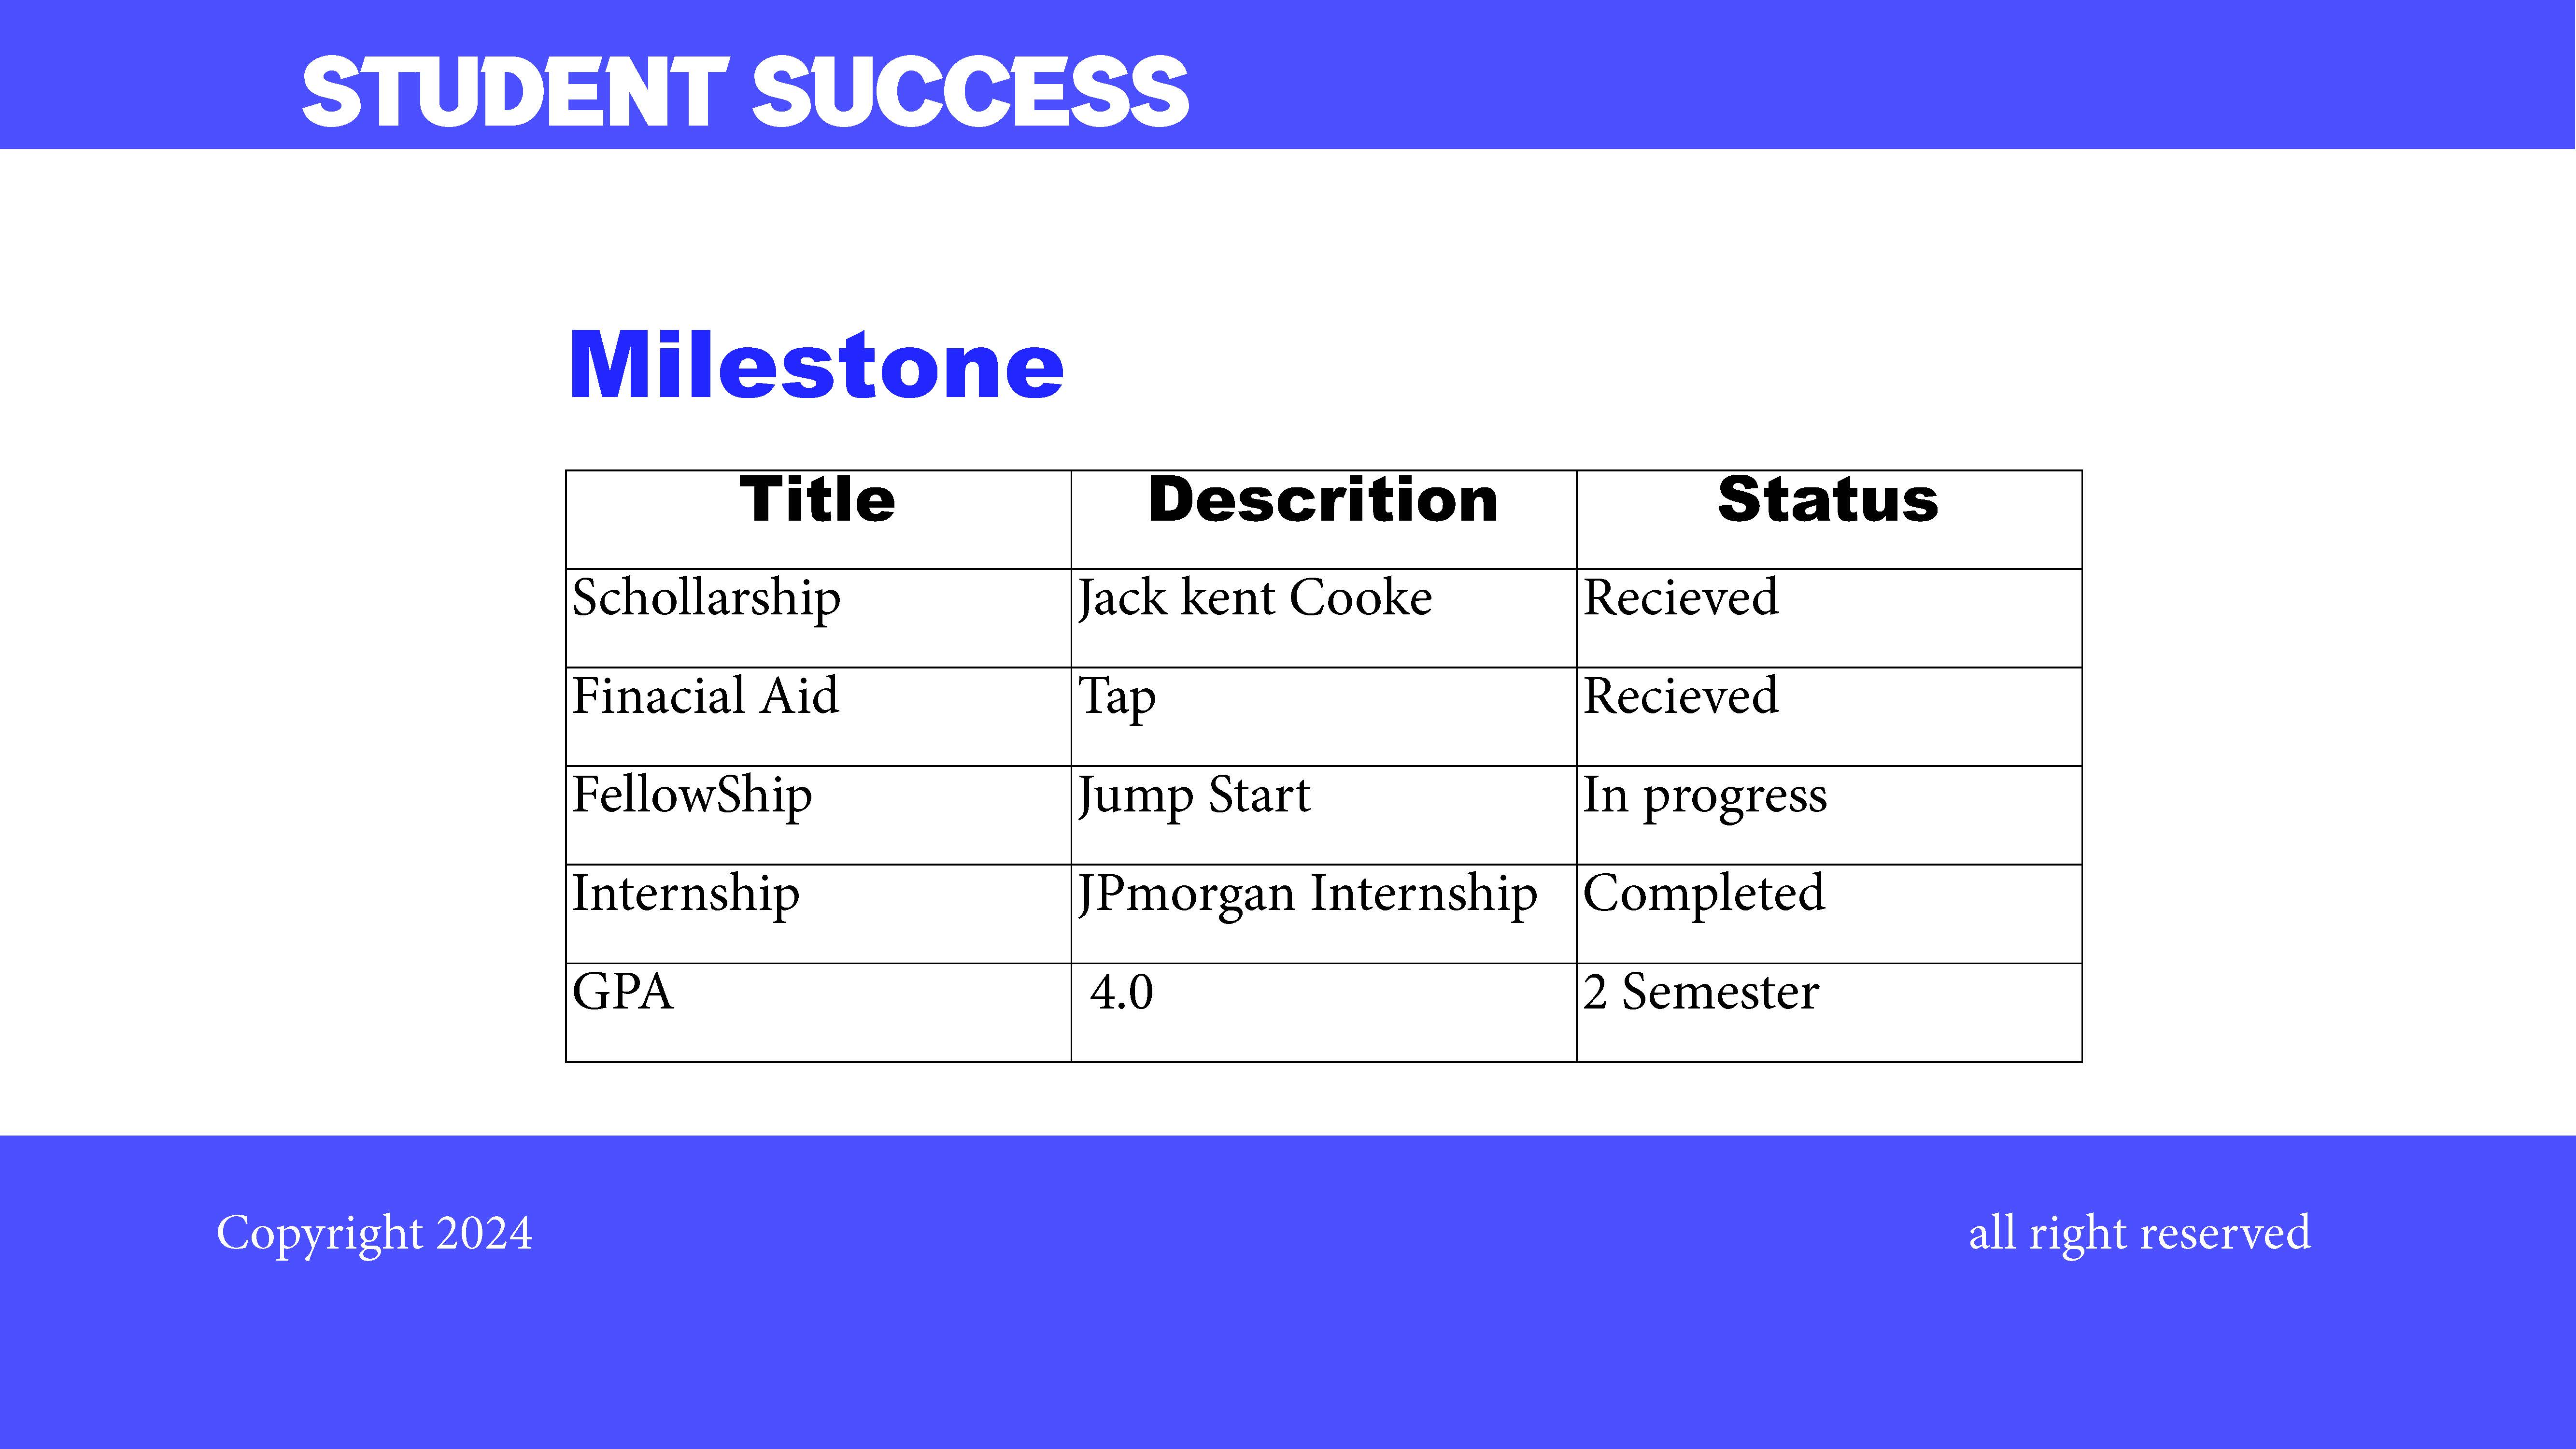 STUDENT SUCCESS
Milestone
Title Descrition Status
Schollarship Jack kent Cooke Recieved
Finacial Aid Tap Recieved
FellowShip Jump Start In progress
Internship JPmorgan Internship Completed
GPA 4.0 2 Semester
Copyright 2024 all right reserved